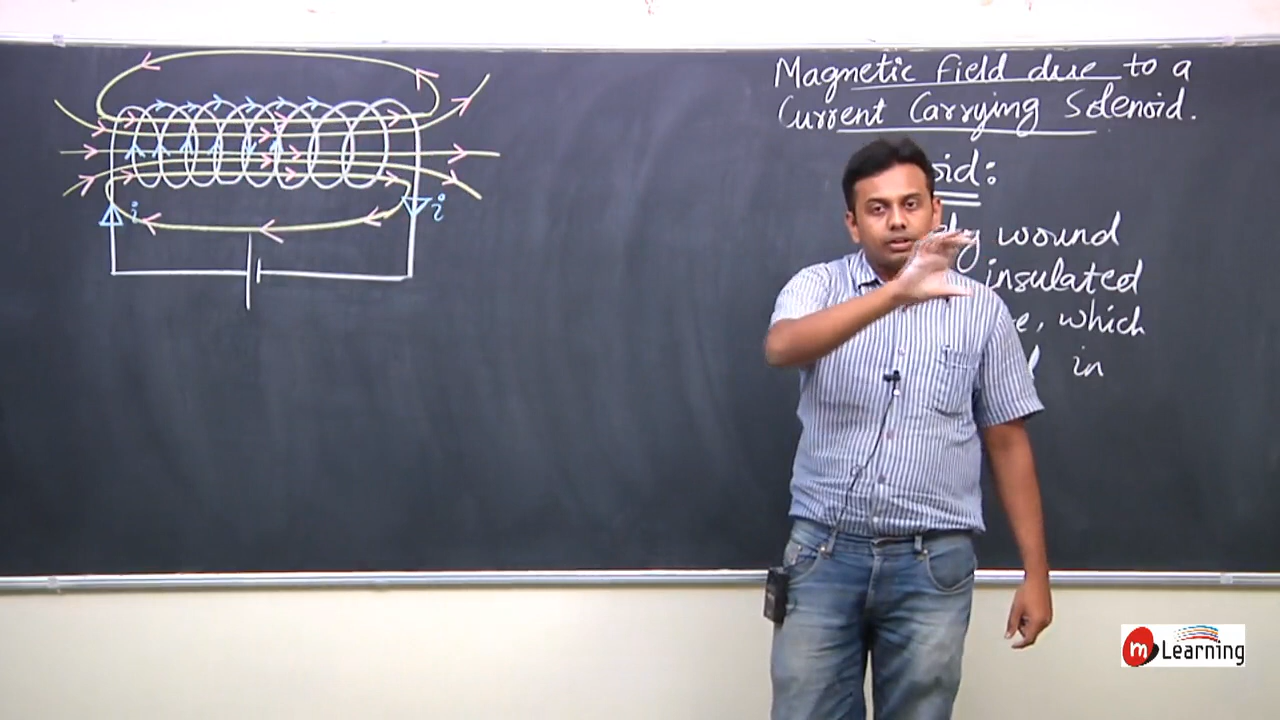 Magnetic field due to a
Current Carrying Solenoid.
oid:
wound
insulated
which
in
i
i
m Learning